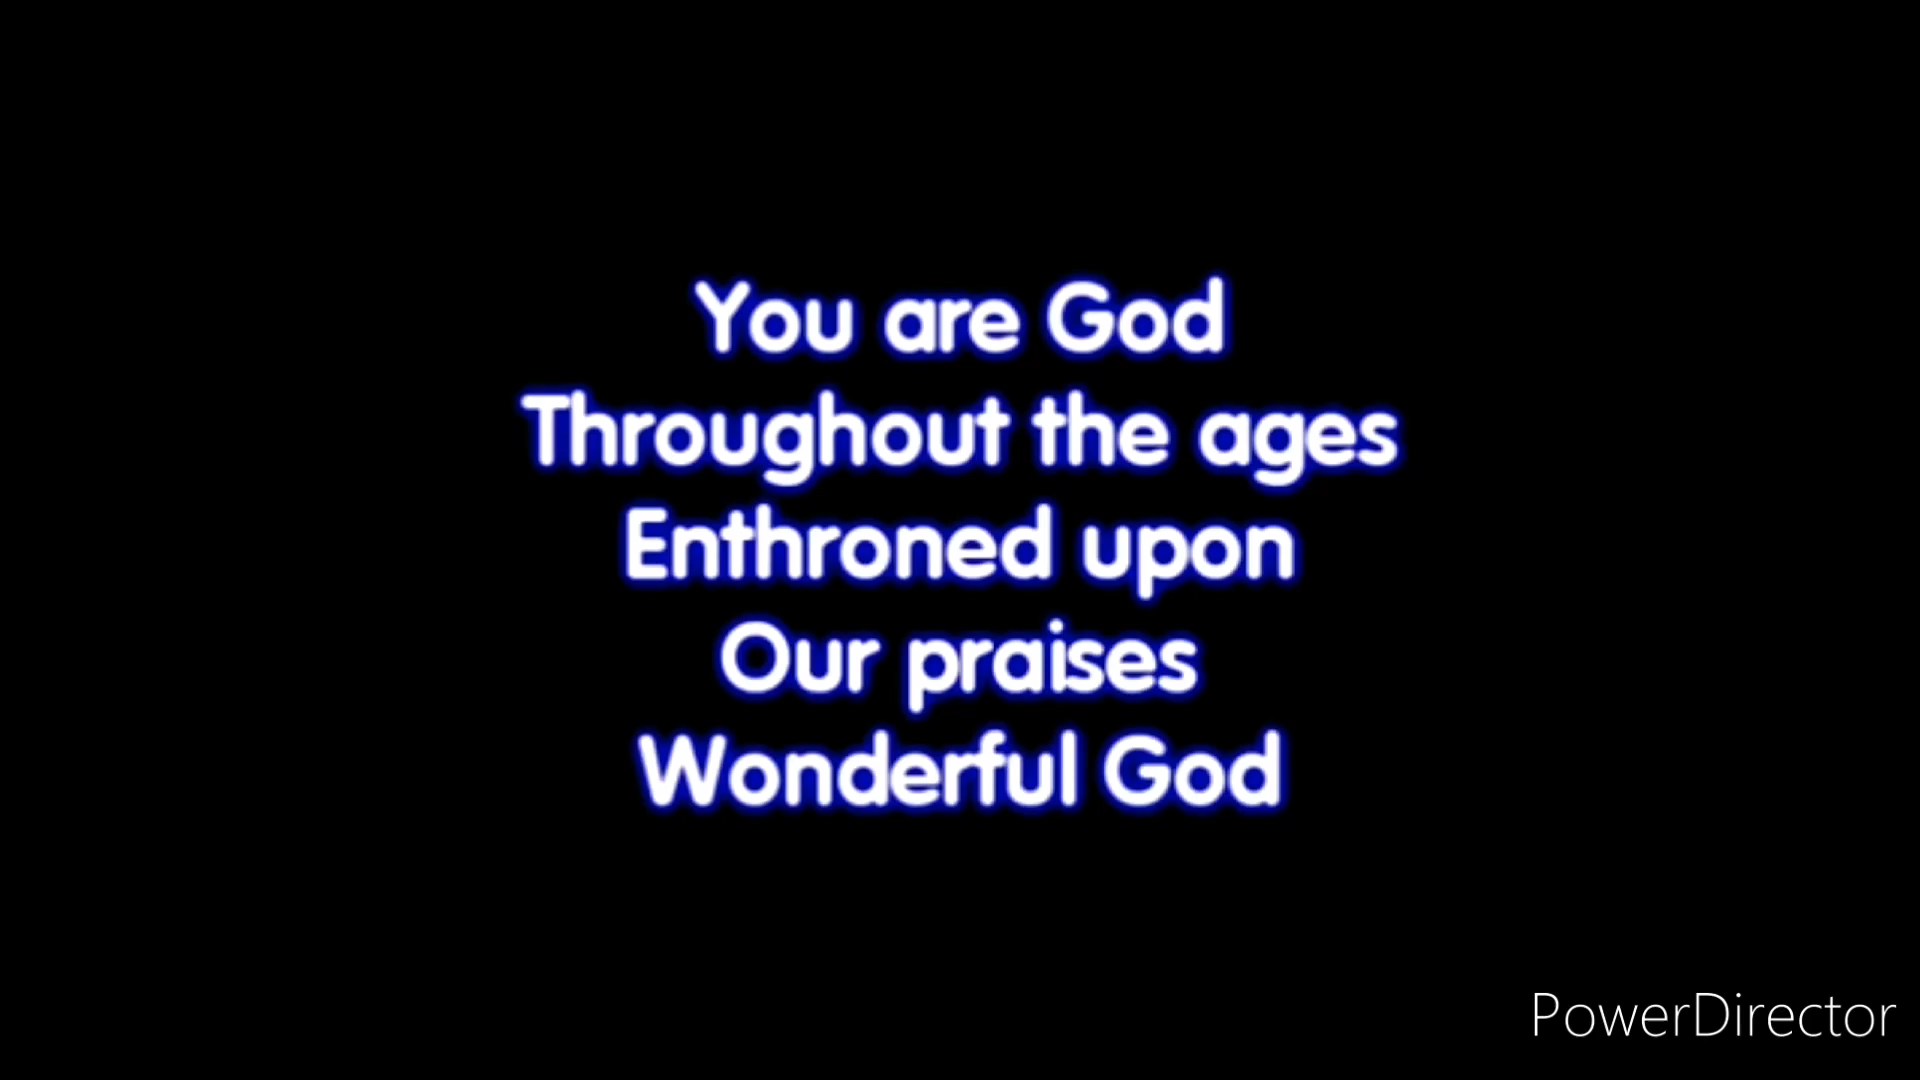 You are God
Throughout the ages
Enthroned upon
Our praises
Wonderful God
PowerDirector